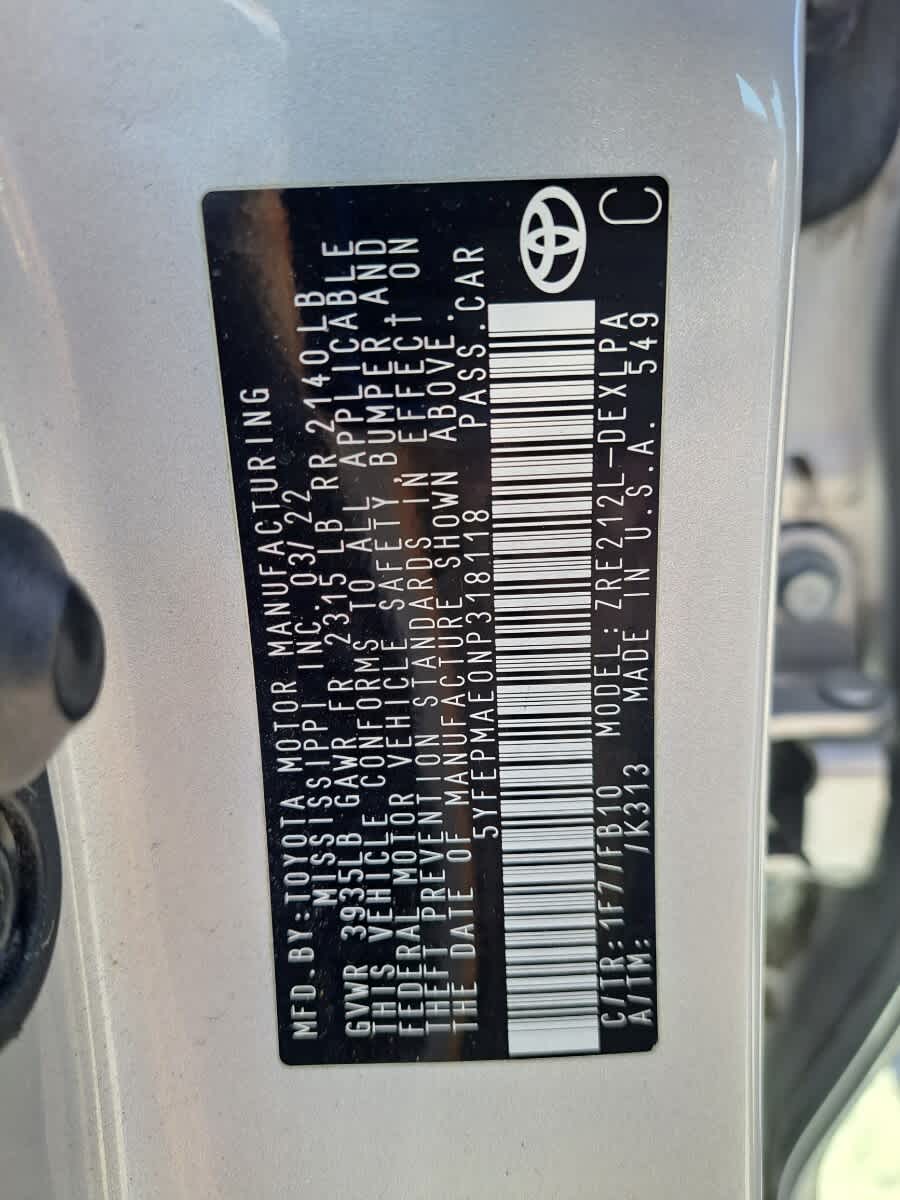 MFD.BY:TOYOTA MOTOR MANUFACTURING
MISSISSIPPI INC. 03/22
GVWR 3935LB GAWR FR 2315LB RR 2140LB
THIS VEHICLE CONFORMS TO ALL APPLICABLE
FEDERAL MOTOR VEHICLE SAFETY, BUMPER, AND
THEFT PREVENTION STANDARDS IN EFFECT ON
THE DATE OF MANUFACTURE SHOWN ABOVE.
5YFEPMAE0NP318118 PASS.CAR
C/TR:1F7/FB10 MODEL:ZRE212L-DEXLPA
A/TM: /K313 MADE IN U.S.A. 549
C